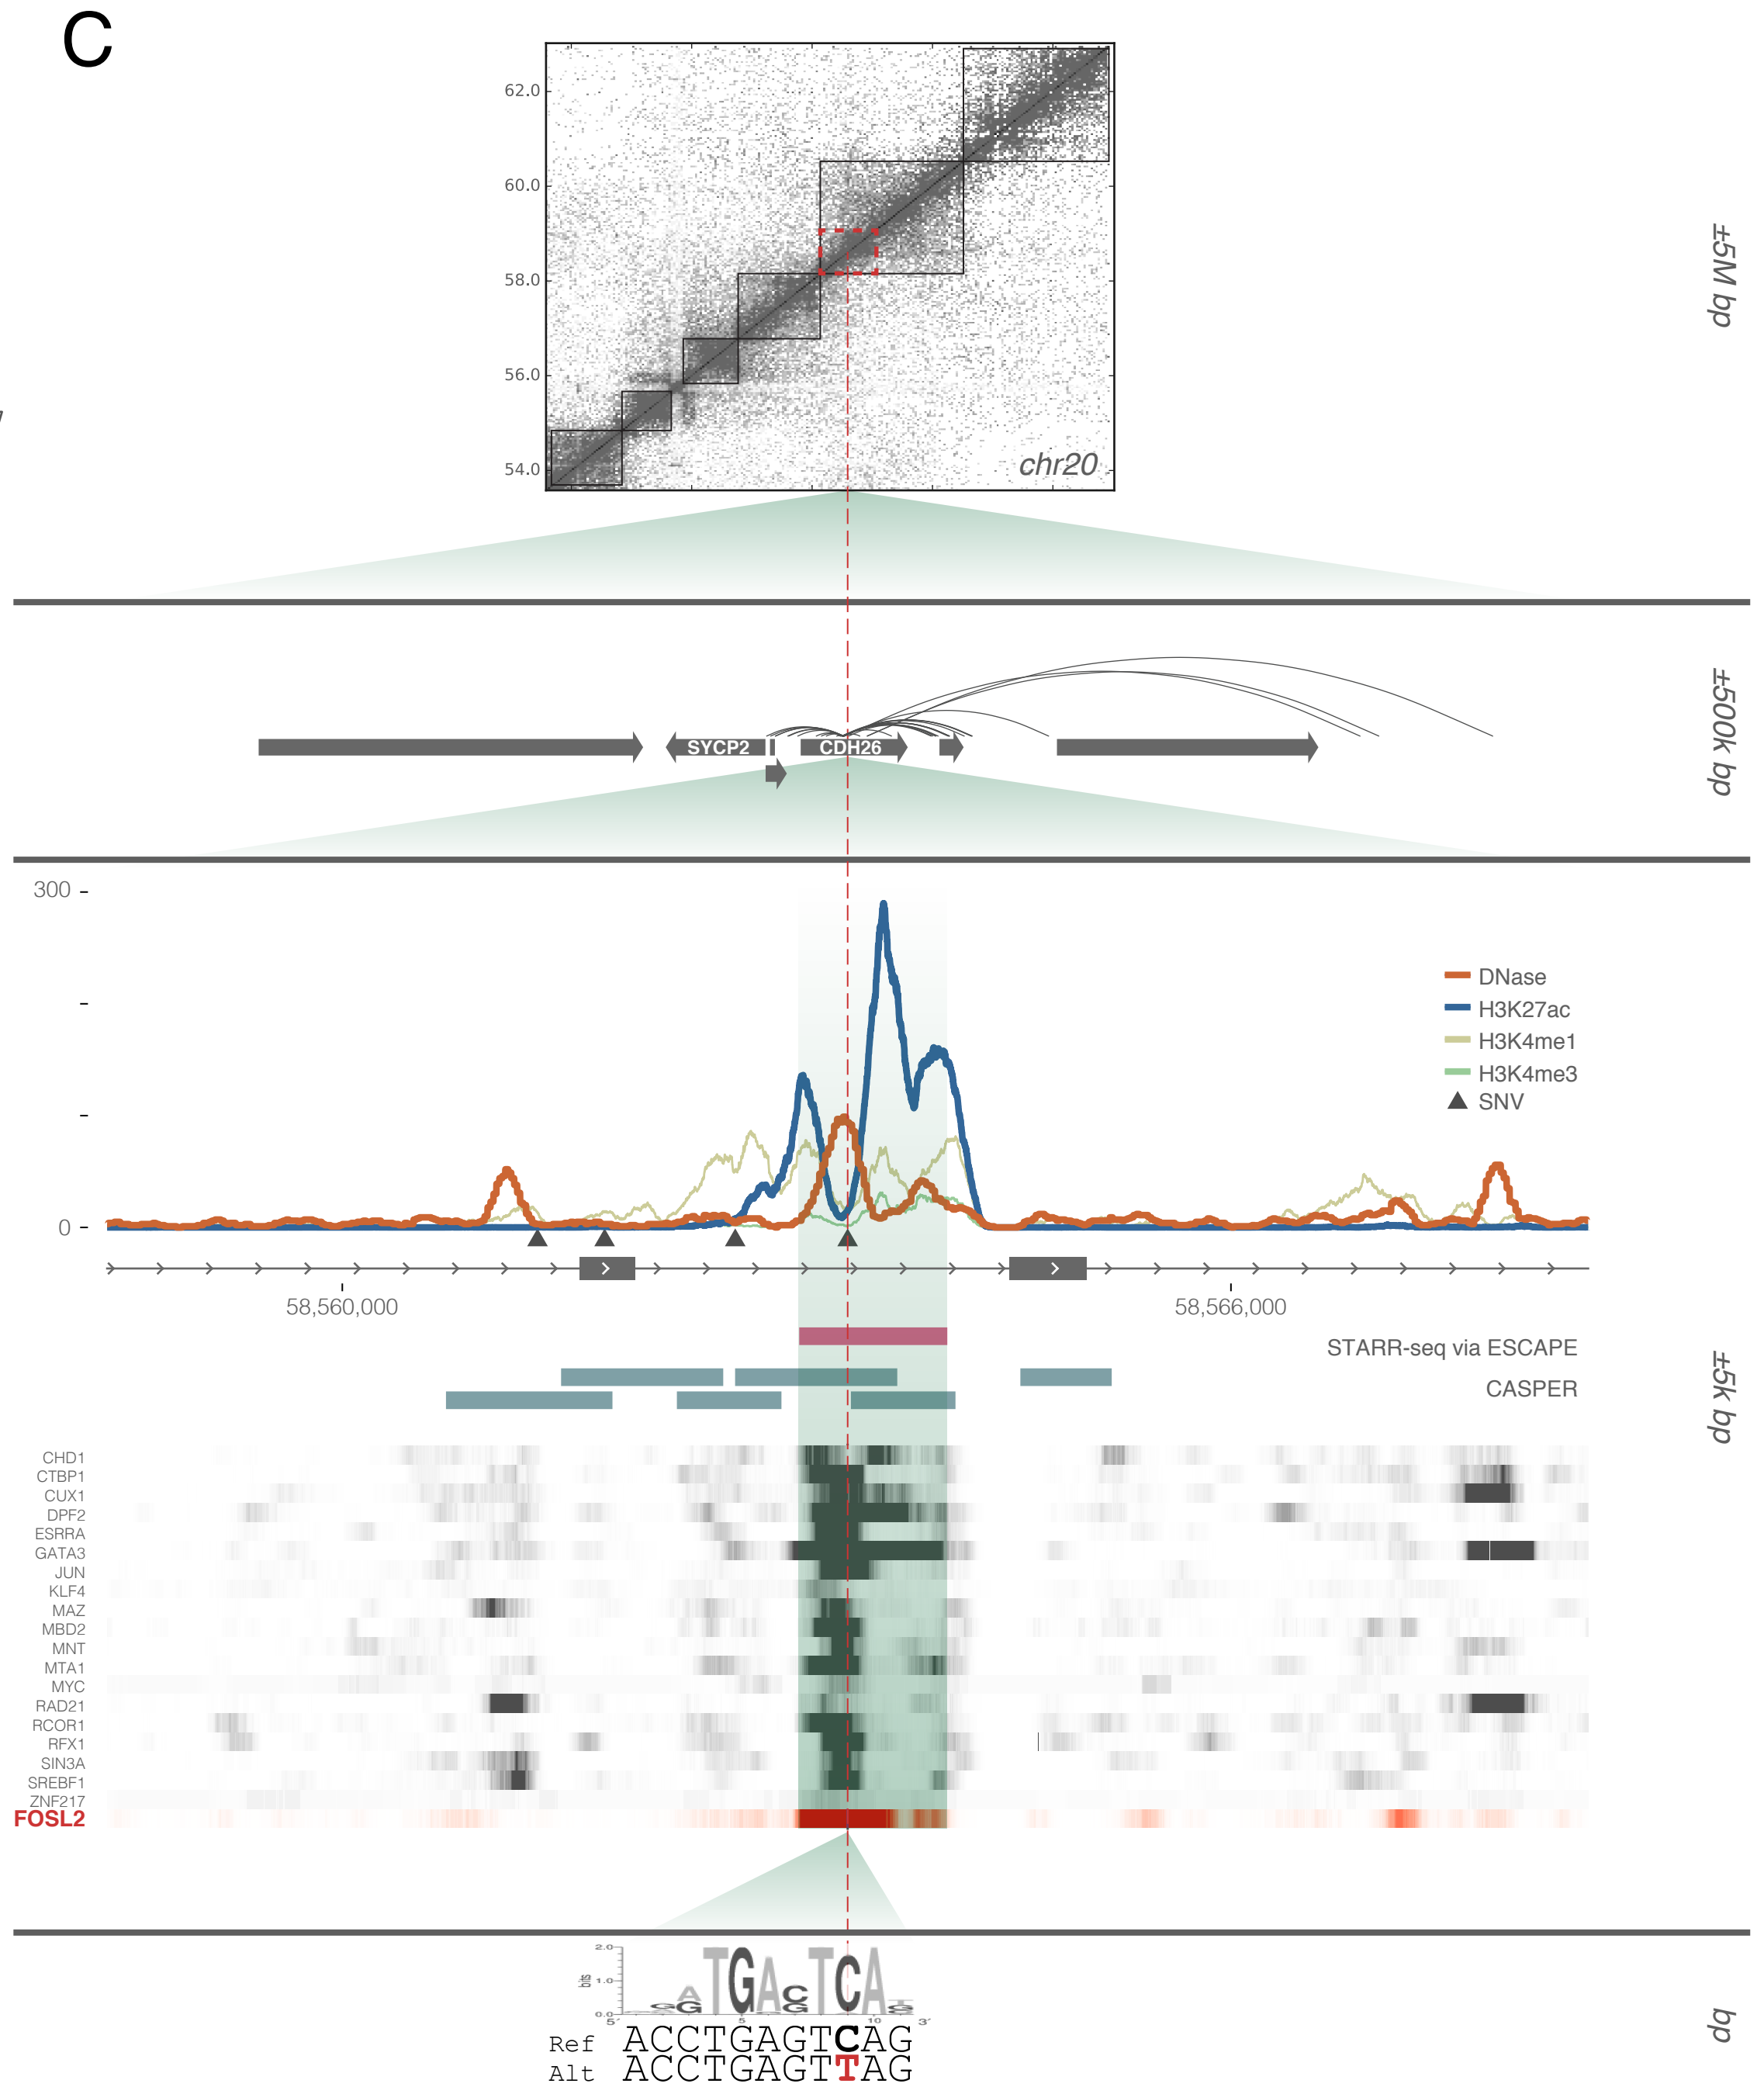 C
62.0
60.0
58.0
56.0
54.0
chr20
±5M bp
SYCP2
CDH26
±500k bp
300
0
DNase
H3K27ac
H3K4me1
H3K4me3
SNV
58,560,000
58,566,000
STARR-seq via ESCAPE
CASPER
±5k bp
CHD1
CTBP1
CUX1
DPF2
ESRRA
GATA3
JUN
KLF4
MAZ
MBD2
MNT
MTA1
MYC
RAD21
RCOR1
RFX1
SIN3A
SREBF1
ZNF217
FOSL2
2.0
bits
1.0
0.0
TGA TCA
5′ 5 10 3′
Ref ACCTGAGTCAG
Alt ACCTGAGTTAG
bp